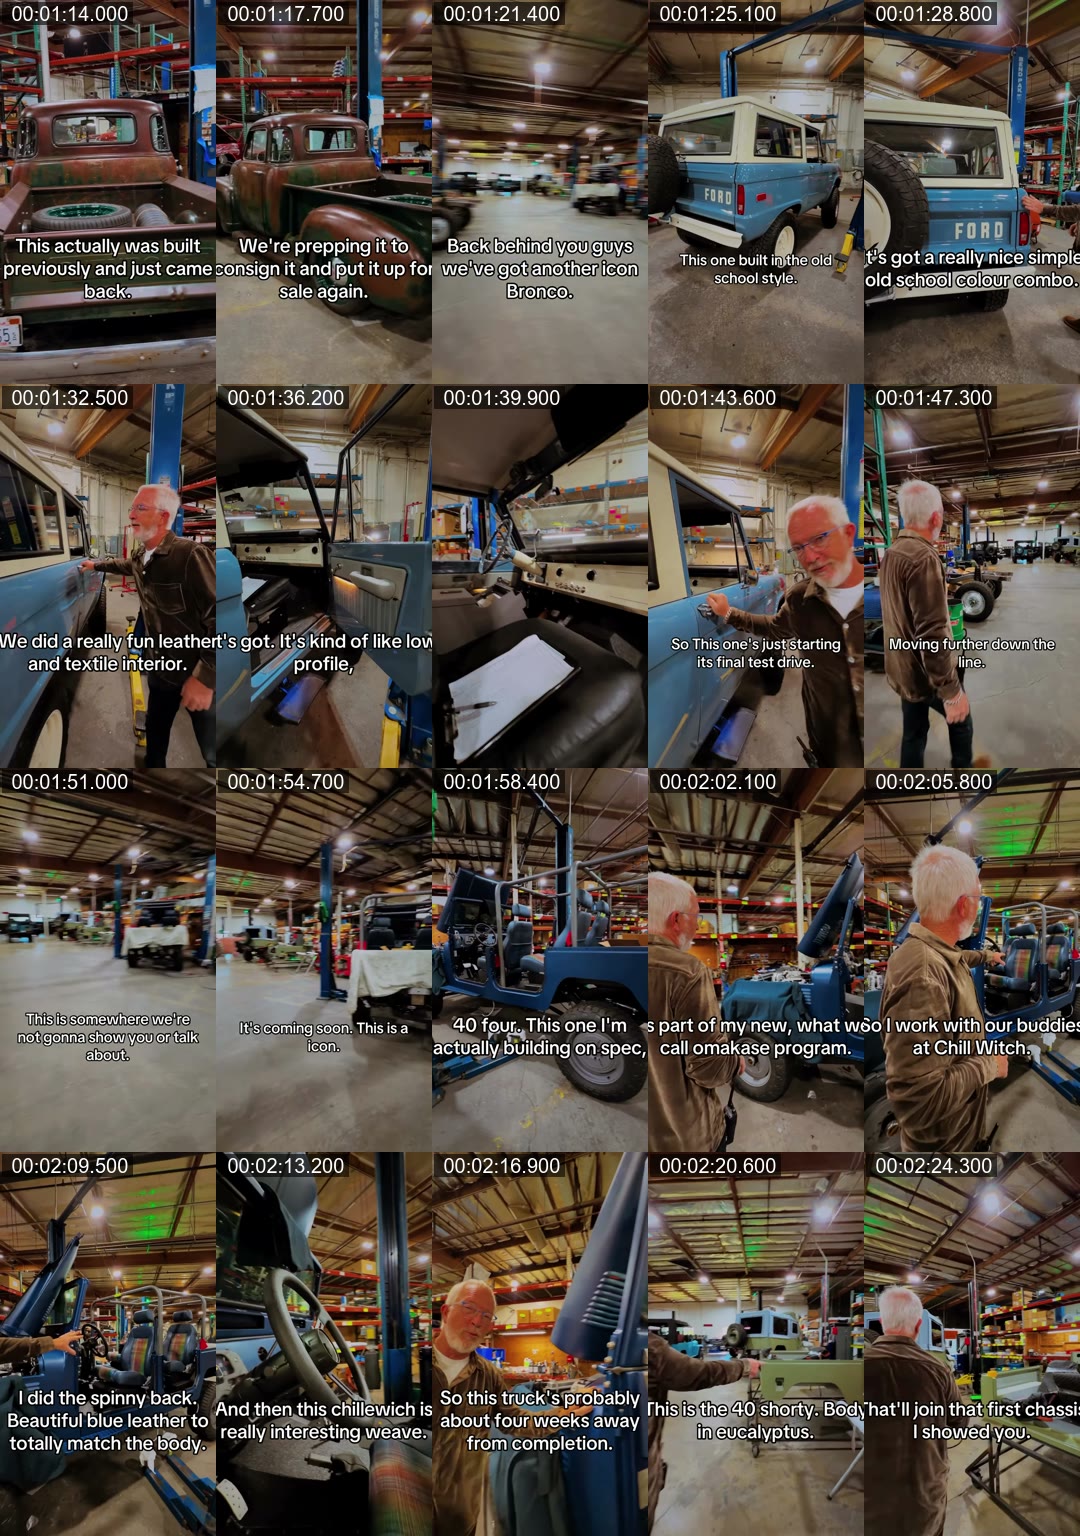 00:01:14.000
This actually was built
previously and just came
back.
00:01:17.700
We're prepping it to
consign it and put it up for
sale again.
00:01:21.400
Back behind you guys
we've got another icon
Bronco.
00:01:25.100
FORD
This one built in the old
school style.
00:01:28.800
FORD
It's got a really nice simple
old school colour combo.
00:01:32.500
We did a really fun leather
and textile interior.
00:01:36.200
't's got. It's kind of like low
profile,
00:01:39.900
00:01:43.600
So This one's just starting
its final test drive.
00:01:47.300
Moving further down the
line.
00:01:51.000
This is somewhere we're
not gonna show you or talk
about.
00:01:54.700
It's coming soon. This is a
icon.
00:01:58.400
40 four. This one I'm
actually building on spec,
00:02:02.100
s part of my new, what we
call omakase program.
00:02:05.800
So I work with our buddies
at Chill Witch.
00:02:09.500
I did the spinny back.
Beautiful blue leather to
totally match the body.
00:02:13.200
And then this chillewich is
really interesting weave.
00:02:16.900
So this truck's probably
about four weeks away
from completion.
00:02:20.600
This is the 40 shorty. Body
in eucalyptus.
00:02:24.300
That'll join that first chassis
I showed you.